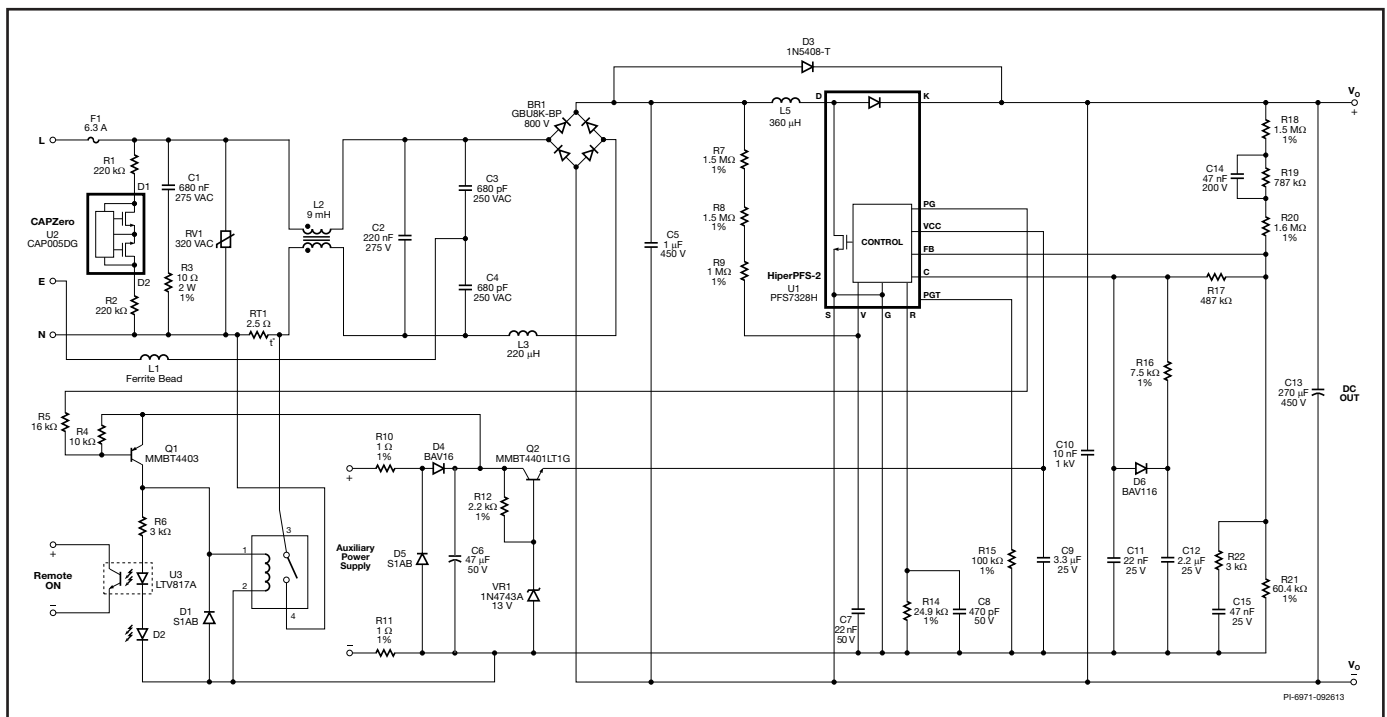 D3
1N5408-T
BR1
GBU8K-BP
800 V
D
K
VO
+
L5
360 µH
F1
6.3 A
L
R1
220 kΩ
D1
C1
680 nF
275 VAC
CAPZero
U2
CAP005DG
RV1
320 VAC
R3
10 Ω
2 W
1%
D2
R2
220 kΩ
E
N
RT1
2.5 Ω
t°
L1
Ferrite Bead
L2
9 mH
C2
220 nF
275 V
C3
680 pF
250 VAC
C4
680 pF
250 VAC
L3
220 µH
C5
1 µF
450 V
R7
1.5 MΩ
1%
R8
1.5 MΩ
1%
R9
1 MΩ
1%
CONTROL
HiperPFS-2
U1
PFS7328H
S
V
G
R
PG
VCC
FB
C
PGT
R18
1.5 MΩ
1%
C14
47 nF
200 V
R19
787 kΩ
R20
1.6 MΩ
1%
R17
487 kΩ
R16
7.5 kΩ
1%
C13
270 µF
450 V
DC
OUT
R5
16 kΩ
R4
10 kΩ
Q1
MMBT4403
R6
3 kΩ
+
Remote
ON
–
U3
LTV817A
D2
D1
S1AB
1
2
3
4
R10
1 Ω
1%
+
Auxiliary
Power
Supply
–
R11
1 Ω
1%
D4
BAV16
D5
S1AB
C6
47 µF
50 V
Q2
MMBT4401LT1G
R12
2.2 kΩ
1%
VR1
1N4743A
13 V
C7
22 nF
50 V
R14
24.9 kΩ
1%
C8
470 pF
50 V
R15
100 kΩ
1%
C9
3.3 µF
25 V
C10
10 nF
1 kV
D6
BAV116
C11
22 nF
25 V
C12
2.2 µF
25 V
R22
3 kΩ
C15
47 nF
25 V
R21
60.4 kΩ
1%
VO
–
PI-6971-092613